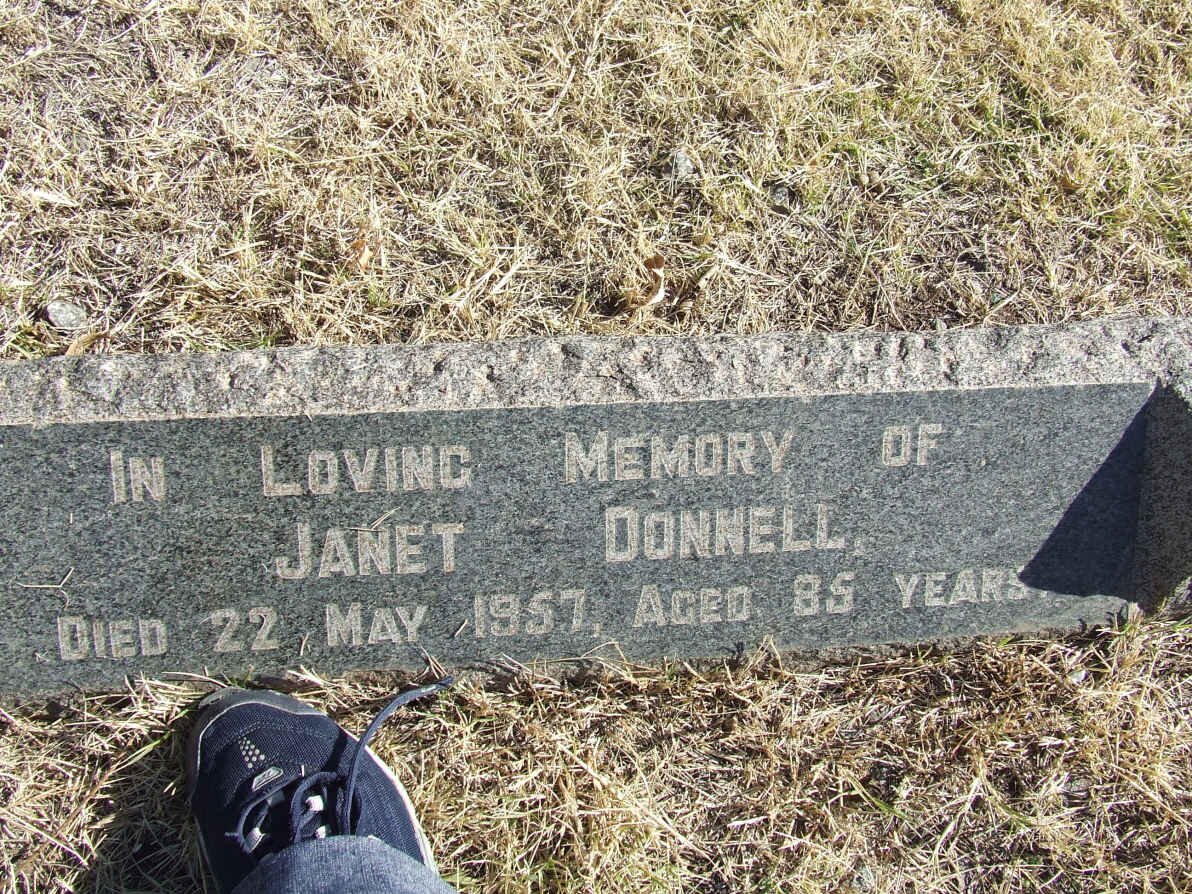 IN LOVING MEMORY OF
JANET DONNELL.
DIED 22 MAY 1957, AGED 85 YEARS